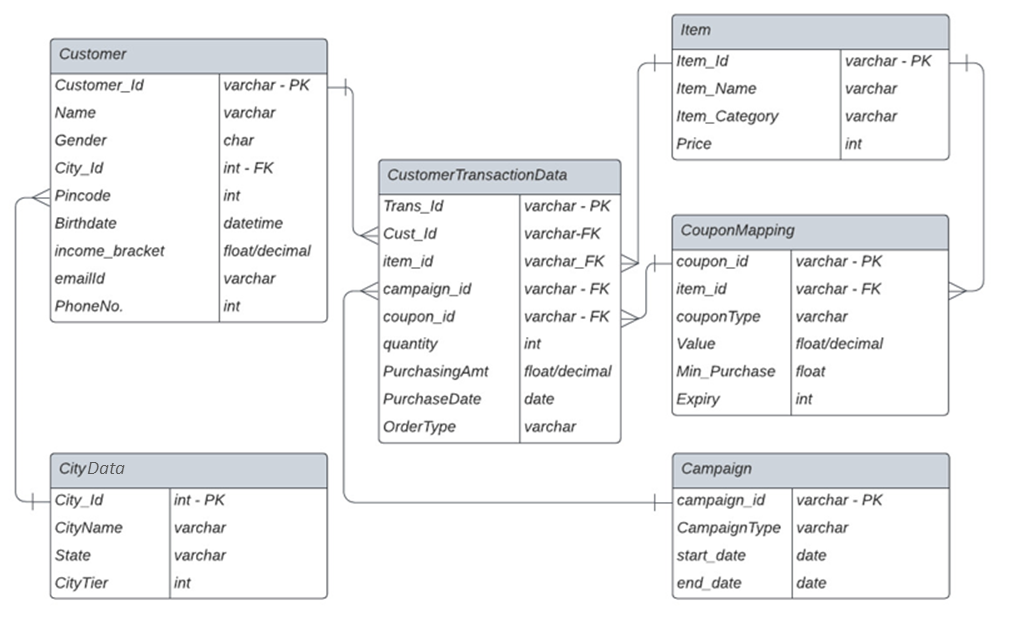 Customer
Customer_Id varchar - PK
Name varchar
Gender char
City_Id int - FK
Pincode int
Birthdate datetime
income_bracket float/decimal
emailId varchar
PhoneNo. int
CustomerTransactionData
Trans_Id varchar - PK
Cust_Id varchar-FK
item_id varchar_FK
campaign_id varchar - FK
coupon_id varchar - FK
quantity int
PurchasingAmt float/decimal
PurchaseDate date
OrderType varchar
Item
Item_Id varchar - PK
Item_Name varchar
Item_Category varchar
Price int
CouponMapping
coupon_id varchar - PK
item_id varchar - FK
couponType varchar
Value float/decimal
Min_Purchase float
Expiry int
CityData
City_Id int - PK
CityName varchar
State varchar
CityTier int
Campaign
campaign_id varchar - PK
CampaignType varchar
start_date date
end_date date